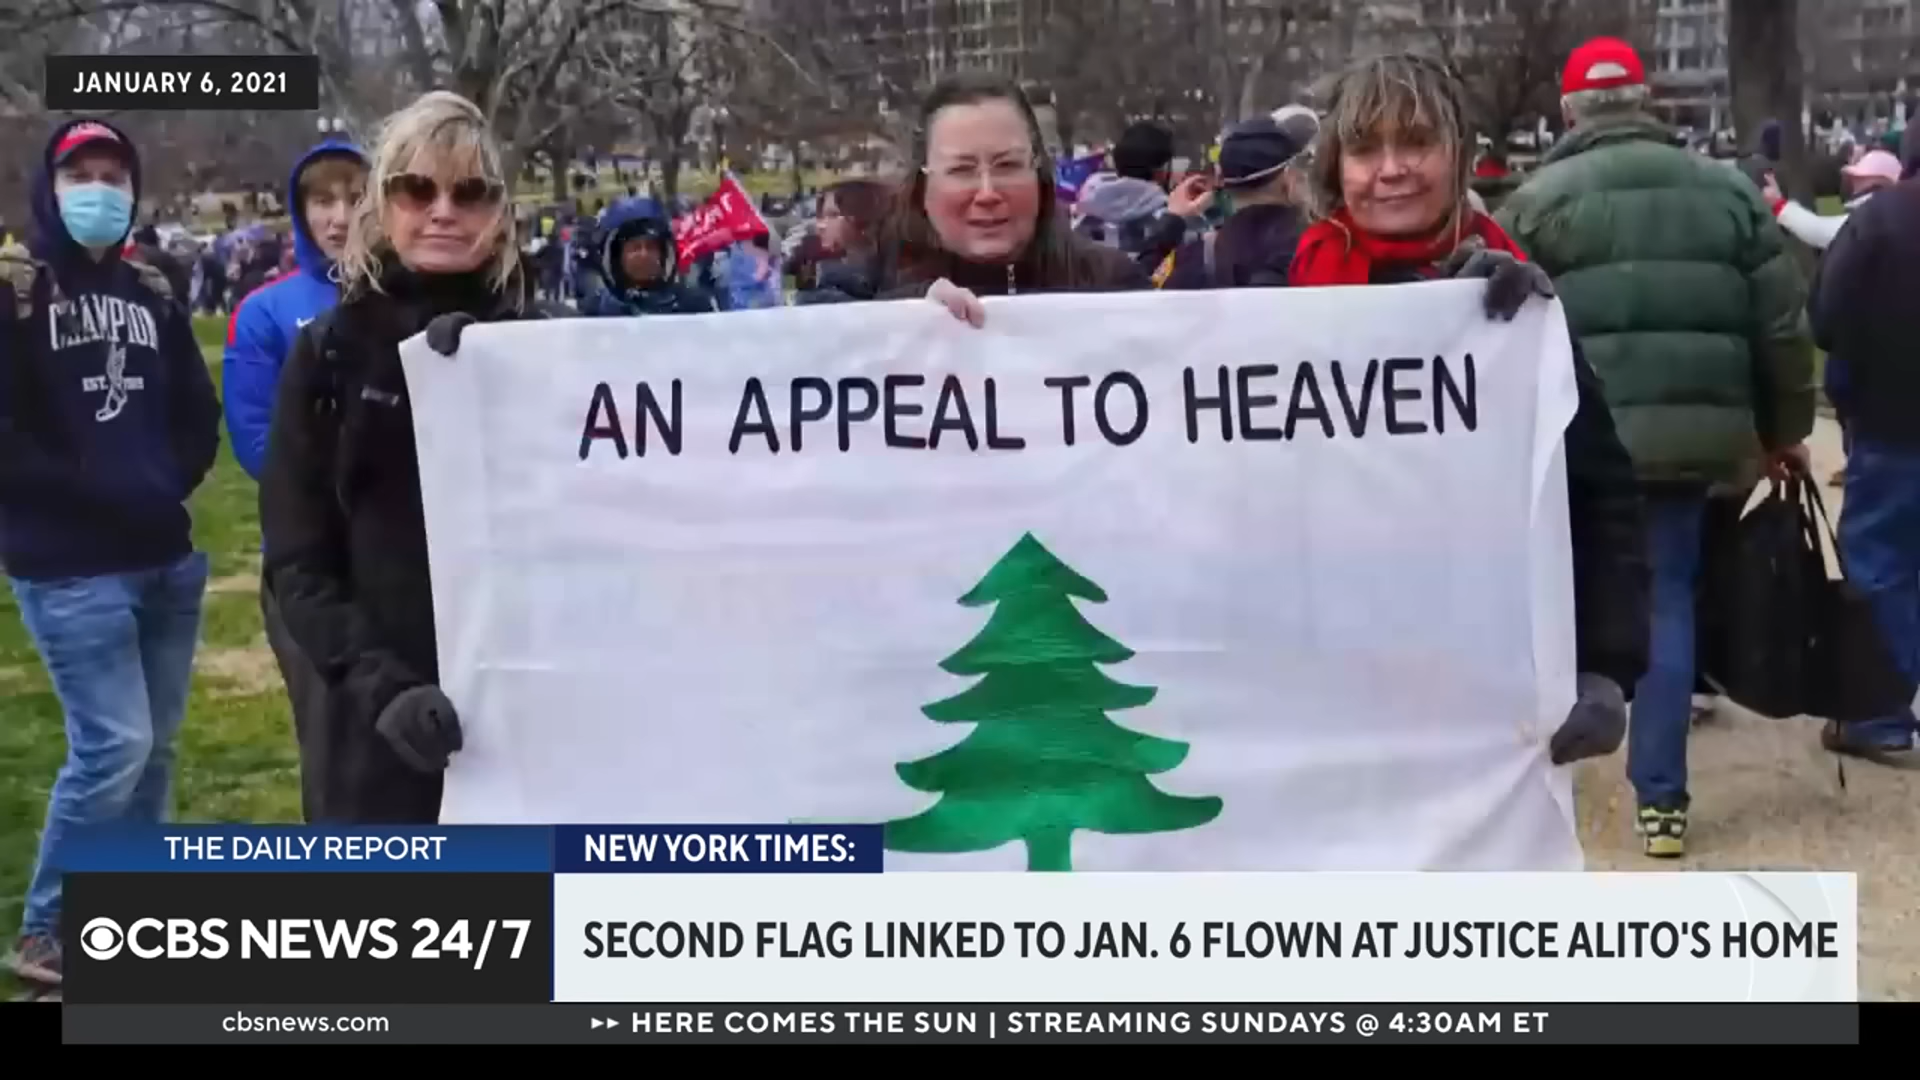 JANUARY 6, 2021
CHAMPION
EST. 1919
AN APPEAL TO HEAVEN
THE DAILY REPORT
NEW YORK TIMES:
CBS NEWS 24/7
SECOND FLAG LINKED TO JAN. 6 FLOWN AT JUSTICE ALITO'S HOME
cbsnews.com
HERE COMES THE SUN | STREAMING SUNDAYS @ 4:30AM ET